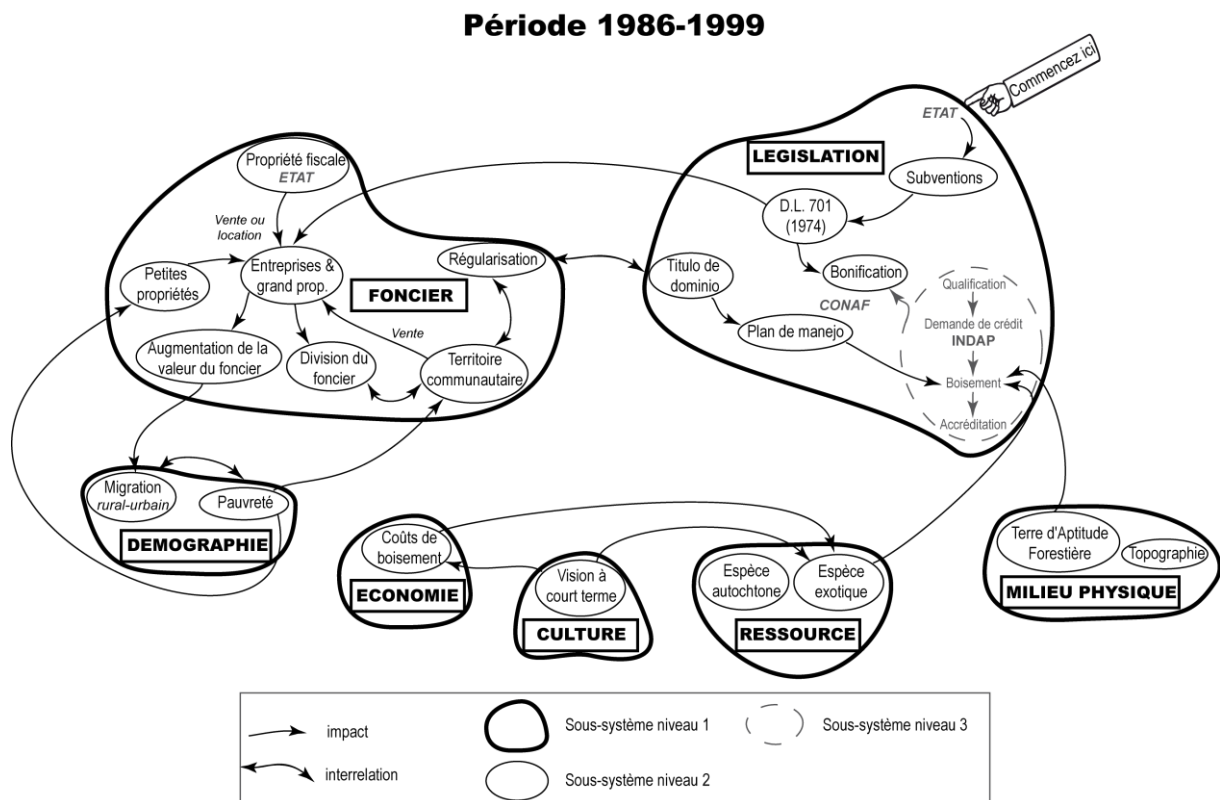 Période 1986-1999
Commencez ici
ETAT
LEGISLATION
Subventions
D.L. 701
(1974)
Bonification
Titulo de
dominio
CONAF
Plan de manejo
Qualification
Demande de crédit
INDAP
Boisement
Accréditation
Propriété fiscale
ETAT
Vente ou
location
Petites
propriétés
Entreprises &
grand prop.
Régularisation
FONCIER
Vente
Augmentation de la
valeur du foncier
Division du
foncier
Territoire
communautaire
Migration
rural-urbain
Pauvreté
DEMOGRAPHIE
Coûts de
boisement
ECONOMIE
Vision à
court terme
CULTURE
Espèce
autochtone
Espèce
exotique
RESSOURCE
Terre d'Aptitude
Forestière
Topographie
MILIEU PHYSIQUE
impact
interrelation
Sous-système niveau 1
Sous-système niveau 2
Sous-système niveau 3